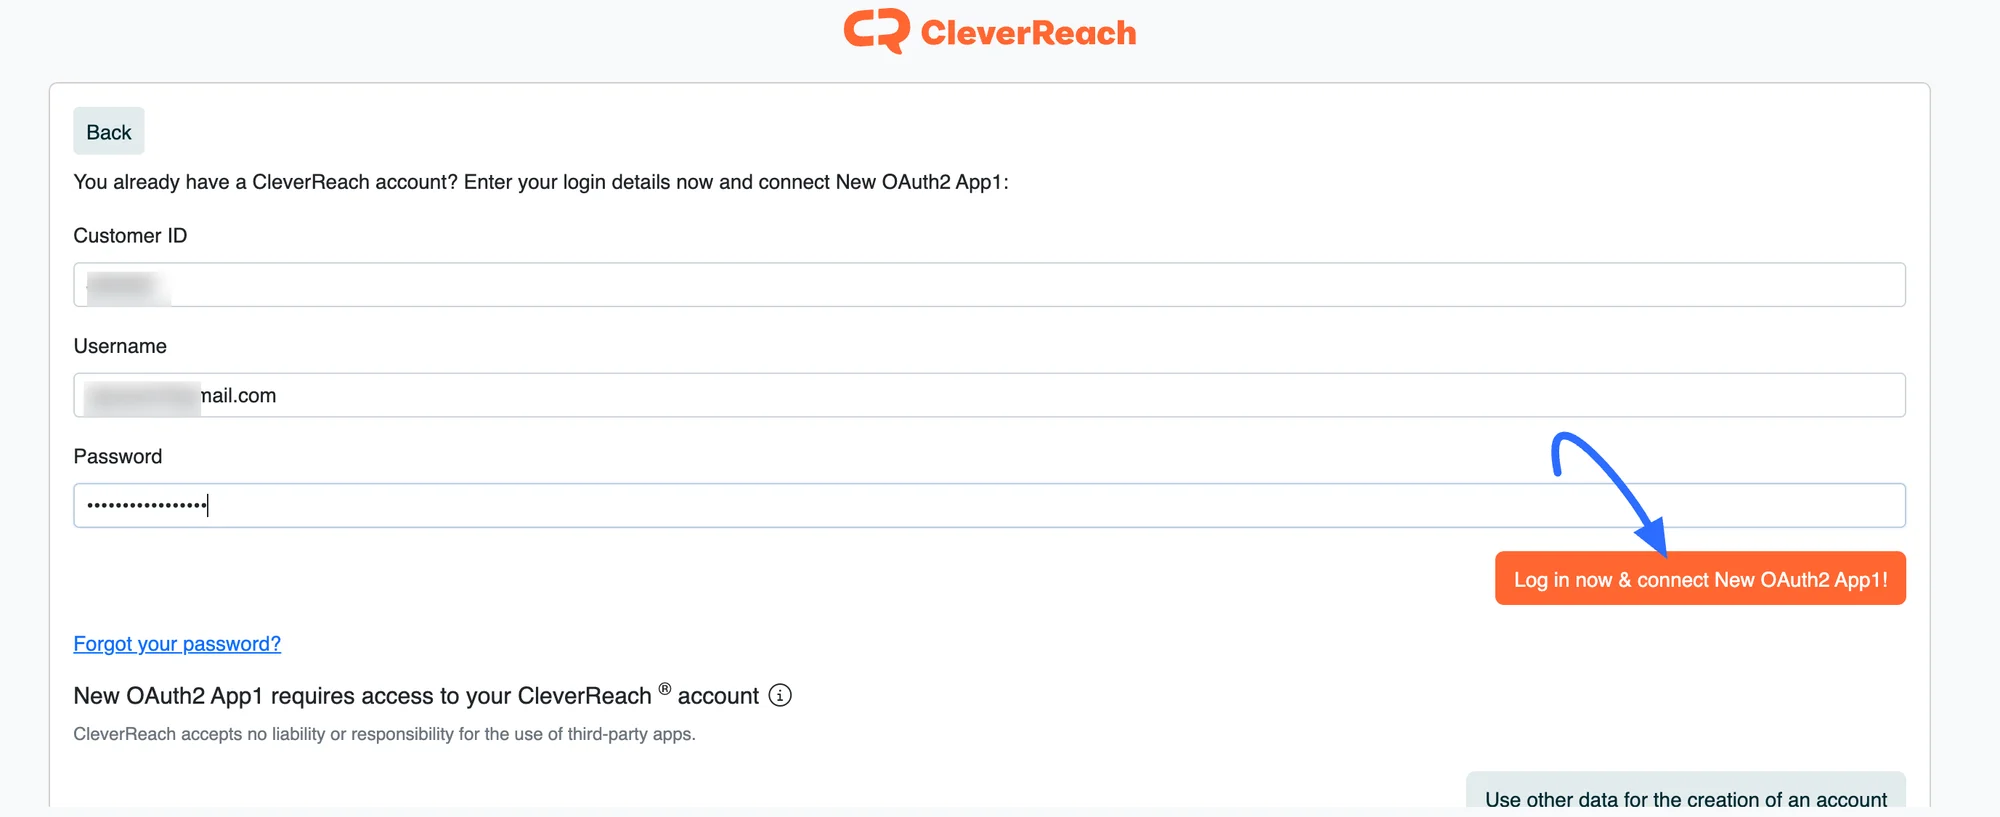 CleverReach
Back
You already have a CleverReach account? Enter your login details now and connect New OAuth2 App1:
Customer ID
Username
mail.com
Password
•••••••••••••••••
Log in now & connect New OAuth2 App1!
Forgot your password?
New OAuth2 App1 requires access to your CleverReach ® account
CleverReach accepts no liability or responsibility for the use of third-party apps.
Use other data for the creation of an account